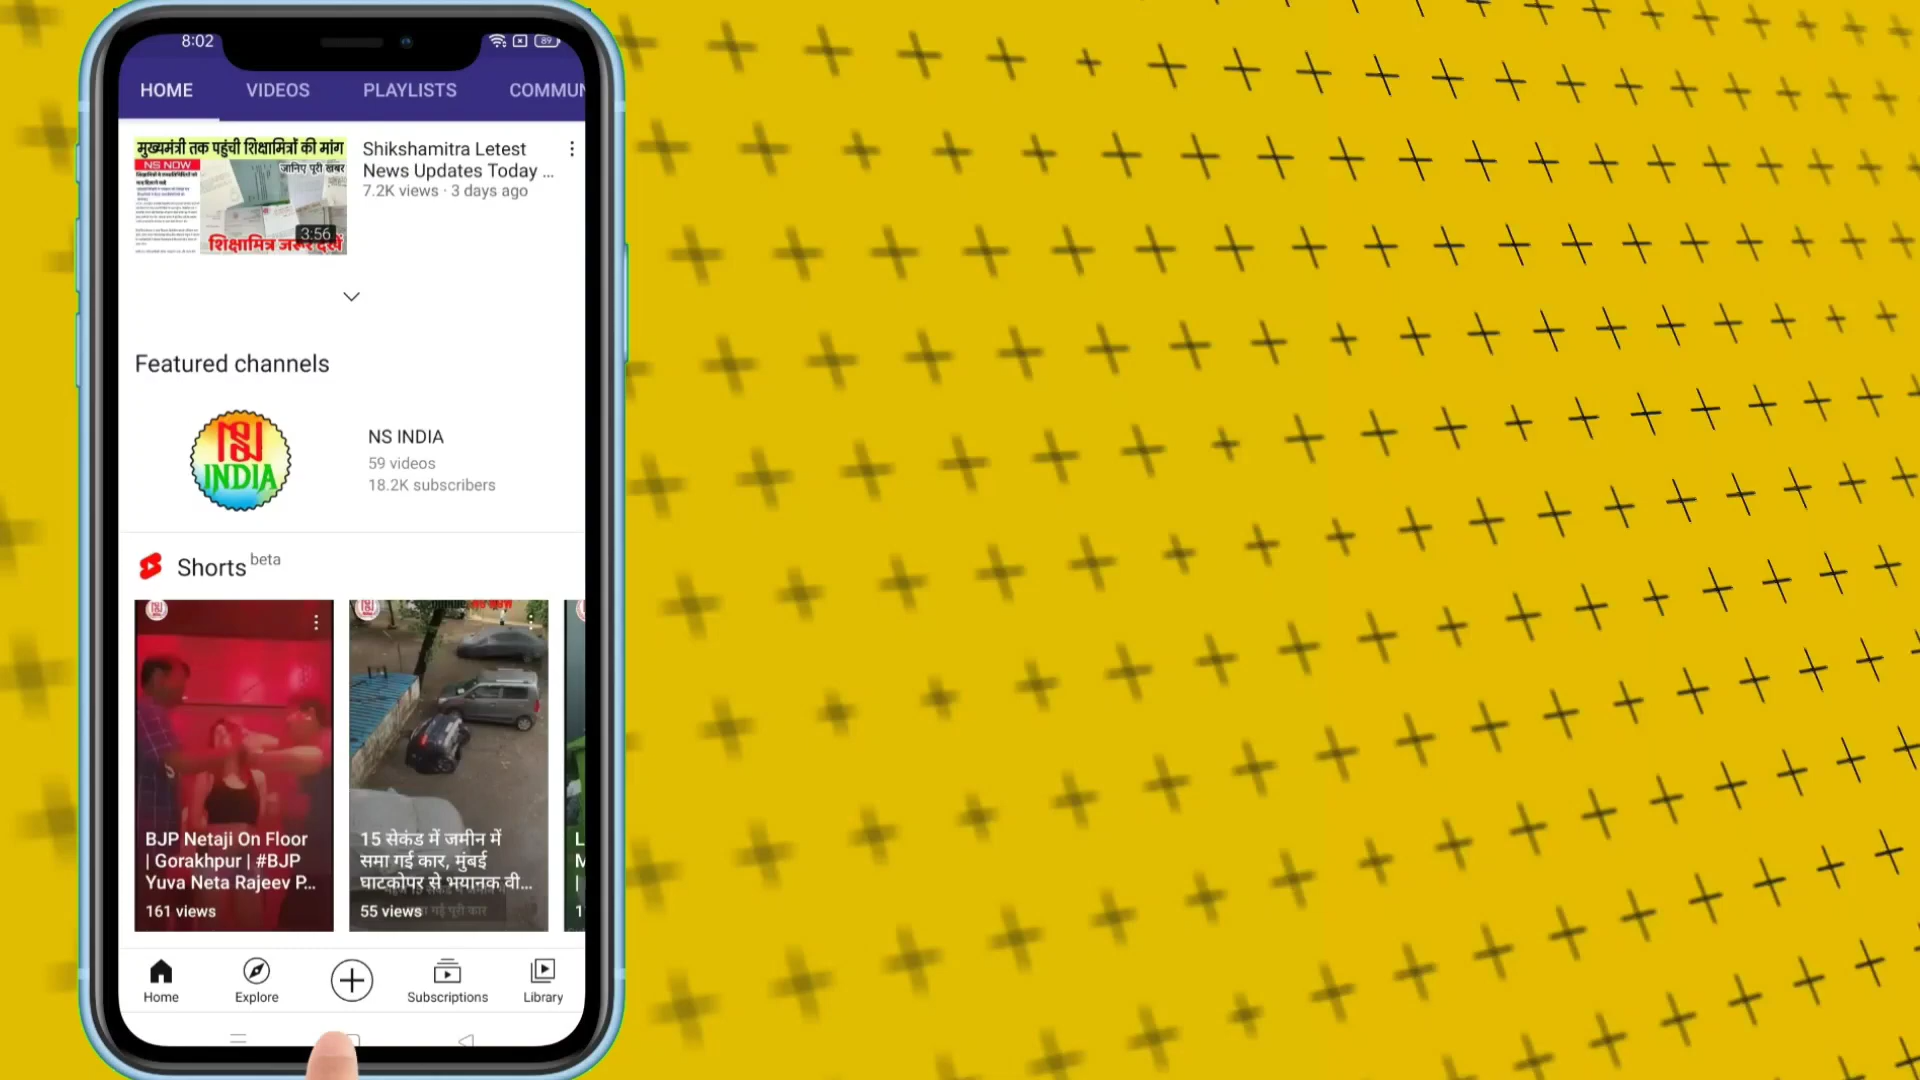 8:02
89
HOME
VIDEOS
PLAYLISTS
COMMUN
मुख्यमंत्री तक पहुंची शिक्षामित्रों की मांग
NS NOW
जानिए पूरी खबर
3:56
शिक्षामित्र जरूर देखें
Shikshamitra Letest
News Updates Today ...
7.2K views · 3 days ago
Featured channels
INDIA
NS INDIA
59 videos
18.2K subscribers
Shorts beta
BJP Netaji On Floor
| Gorakhpur | #BJP
Yuva Neta Rajeev P...
161 views
15 सेकंड में जमीन में
समा गई कार, मुंबई
घाटकोपर से भयानक वी...
55 views
L
M
|
1
Home
Explore
Subscriptions
Library